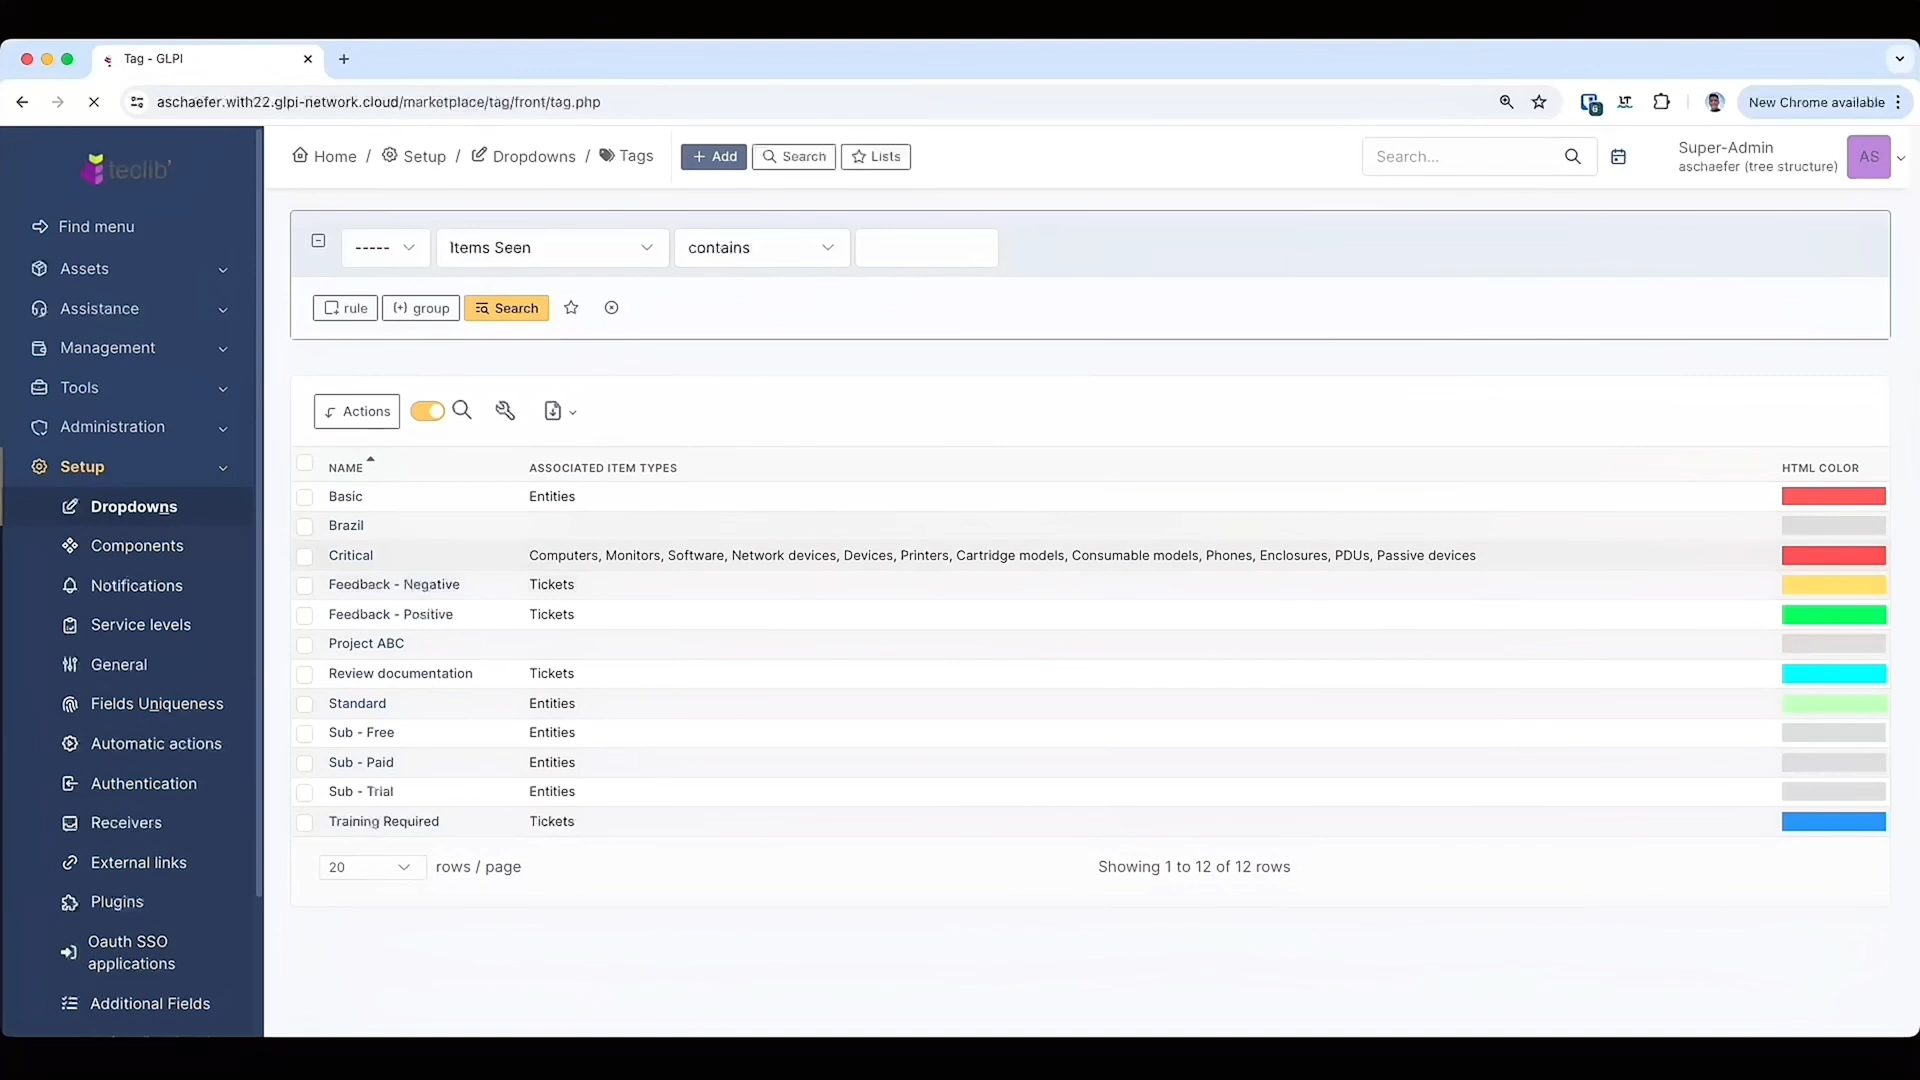 Tag - GLPI
aschaefer.with22.glpi-network.cloud/marketplace/tag/front/tag.php
6
LT
New Chrome available
teclib'
Find menu
Assets
Assistance
Management
Tools
Administration
Setup
Dropdowns
Components
Notifications
Service levels
General
Fields Uniqueness
Automatic actions
Authentication
Receivers
External links
Plugins
Oauth SSO
applications
Additional Fields
Home / Setup / Dropdowns / Tags
+ Add
Search
Lists
Search...
Super-Admin
aschaefer (tree structure)
AS
-----
Items Seen
contains
rule
(+) group
Search
Actions
NAME ASSOCIATED ITEM TYPES HTML COLOR
Basic Entities
Brazil
Critical Computers, Monitors, Software, Network devices, Devices, Printers, Cartridge models, Consumable models, Phones, Enclosures, PDUs, Passive devices
Feedback - Negative Tickets
Feedback - Positive Tickets
Project ABC
Review documentation Tickets
Standard Entities
Sub - Free Entities
Sub - Paid Entities
Sub - Trial Entities
Training Required Tickets
20 rows / page
Showing 1 to 12 of 12 rows